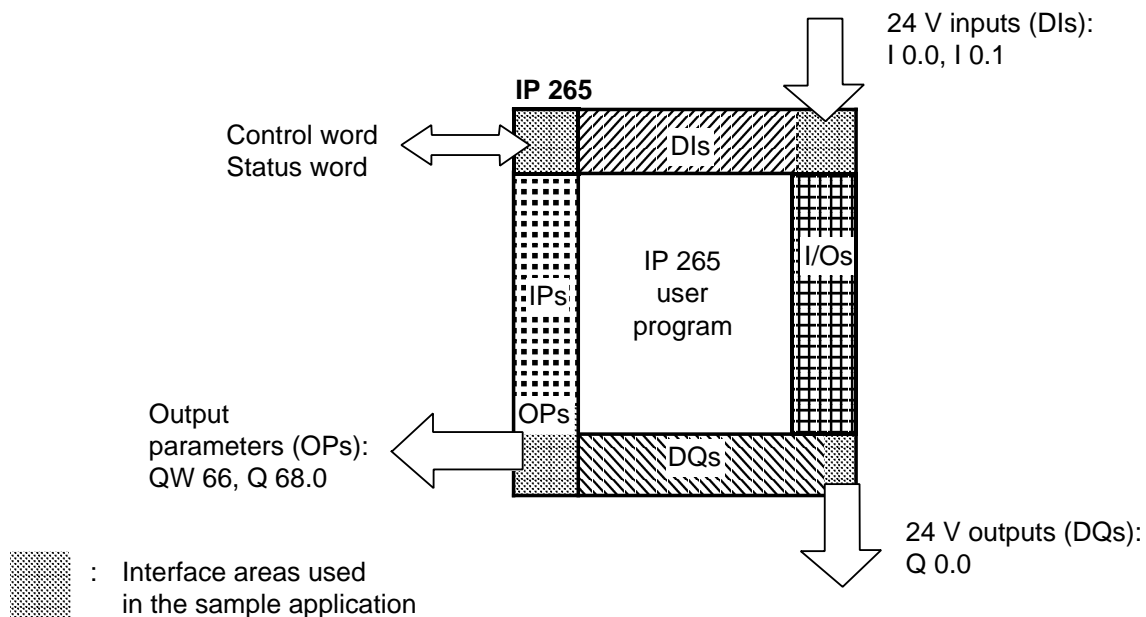 24 V inputs (DIs):
I 0.0, I 0.1
IP 265
Control word
Status word
DIs
I/Os
IP 265
user
program
IPs
OPs
Output
parameters (OPs):
QW 66, Q 68.0
DQs
24 V outputs (DQs):
Q 0.0
: Interface areas used
in the sample application